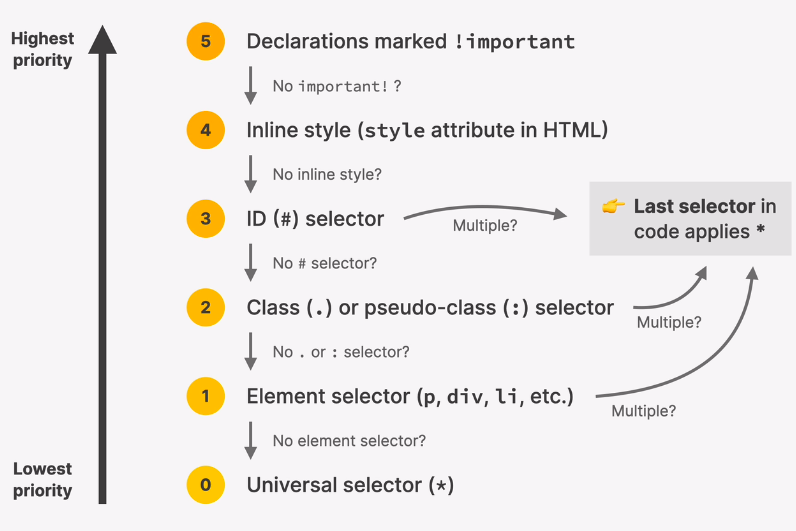 Highest
priority
5 Declarations marked !important
No important! ?
4 Inline style (style attribute in HTML)
No inline style?
3 ID (#) selector
Multiple?
👉 Last selector in
code applies *
No # selector?
2 Class (.) or pseudo-class (:) selector
Multiple?
No . or : selector?
1 Element selector (p, div, li, etc.)
Multiple?
No element selector?
Lowest
priority
0 Universal selector (*)